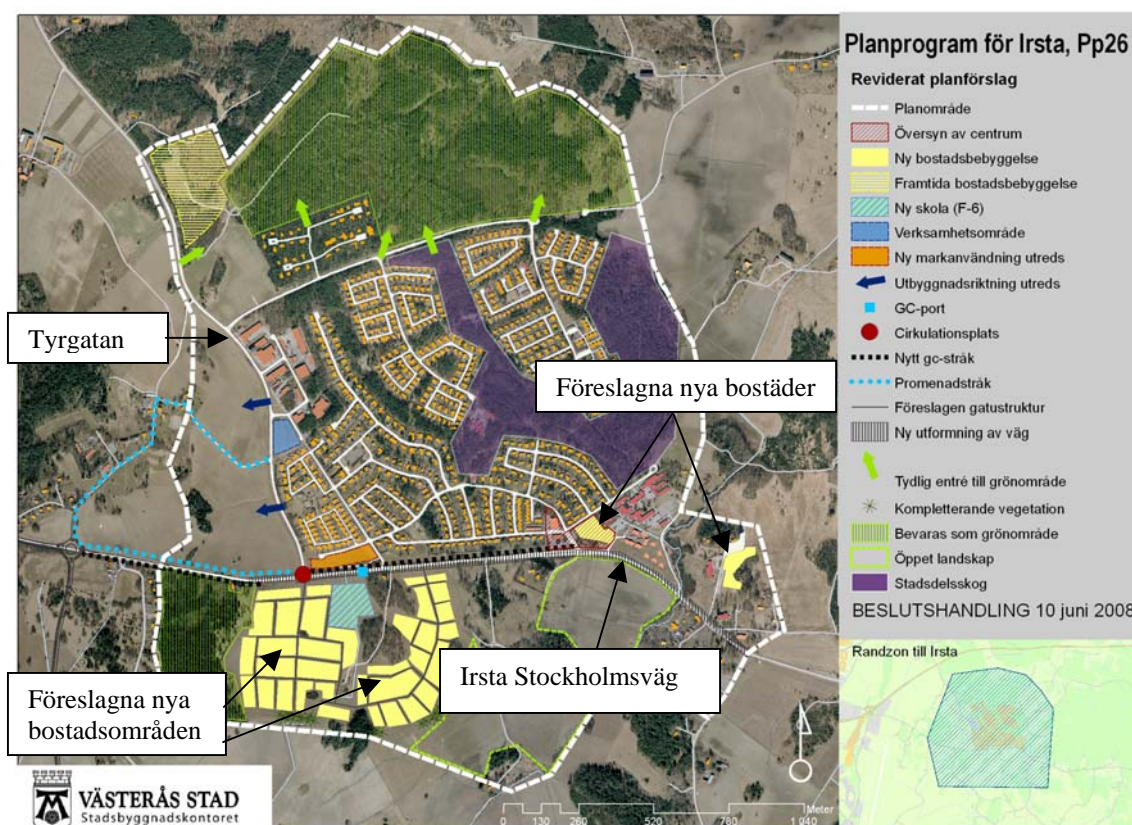 Planprogram för Irsta, Pp26
Reviderat planförslag
Planområde
Översyn av centrum
Ny bostadsbebyggelse
Framtida bostadsbebyggelse
Ny skola (F-6)
Verksamhetsområde
Ny markanvändning utreds
Utbyggnadsriktning utreds
GC-port
Cirkulationsplats
Nytt gc-stråk
Promenadstråk
Föreslagen gatustruktur
Ny utformning av väg
Tydlig entré till grönområde
Kompletterande vegetation
Bevaras som grönområde
Öppet landskap
Stadsdelsskog
BESLUTSHANDLING 10 juni 2008
Randzon till Irsta
Tyrgatan
Föreslagna nya bostäder
Irsta Stockholmsväg
Föreslagna nya
bostadsområden
VÄSTERÅS STAD
Stadsbyggnadskontoret
Meter
0 130 260 520 780 1 040